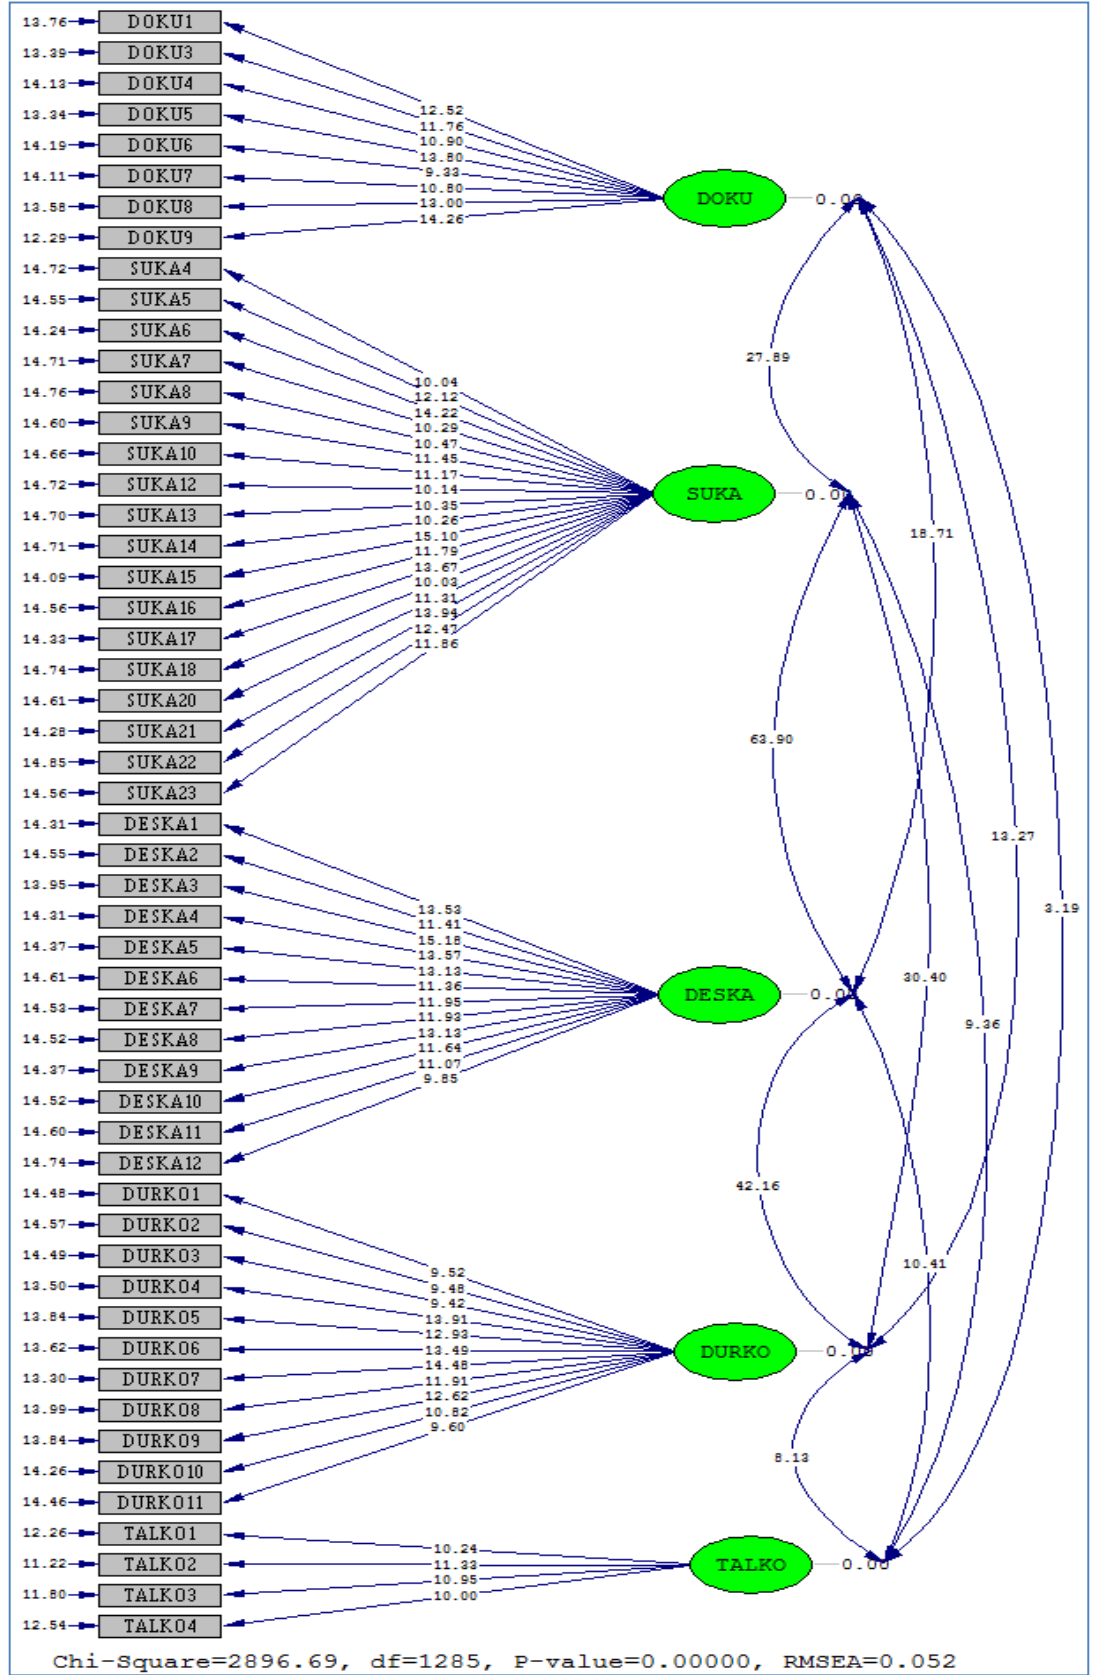 13.76 DOKU1
13.39 DOKU3
14.13 DOKU4
13.34 DOKU5
14.19 DOKU6
14.11 DOKU7
13.58 DOKU8
12.29 DOKU9
14.72 SUKA4
14.55 SUKA5
14.24 SUKA6
14.71 SUKA7
14.76 SUKA8
14.60 SUKA9
14.66 SUKA10
14.72 SUKA12
14.70 SUKA13
14.71 SUKA14
14.09 SUKA15
14.56 SUKA16
14.33 SUKA17
14.74 SUKA18
14.61 SUKA20
14.28 SUKA21
14.85 SUKA22
14.56 SUKA23
14.31 DESKA1
14.55 DESKA2
13.95 DESKA3
14.31 DESKA4
14.37 DESKA5
14.61 DESKA6
14.53 DESKA7
14.52 DESKA8
14.37 DESKA9
14.52 DESKA10
14.60 DESKA11
14.74 DESKA12
14.48 DURKO1
14.57 DURKO2
14.49 DURKO3
13.50 DURKO4
13.84 DURKO5
13.62 DURKO6
13.30 DURKO7
13.99 DURKO8
13.84 DURKO9
14.26 DURKO10
14.46 DURKO11
12.26 TALKO1
11.22 TALKO2
11.80 TALKO3
12.54 TALKO4
12.52
11.76
10.90
13.80
9.33
10.80
13.00
14.26
10.04
12.12
14.22
10.29
10.47
11.45
11.17
10.14
10.35
10.26
15.10
11.79
13.67
10.03
11.31
13.94
12.47
11.86
13.53
11.41
15.18
13.57
13.13
11.36
11.95
11.93
13.13
11.64
11.07
9.85
9.52
9.48
9.42
13.91
12.93
13.49
14.48
11.91
12.62
10.82
9.60
10.24
11.33
10.95
10.00
DOKU 0.00
SUKA 0.00
DESKA 0.00
DURKO 0.00
TALKO 0.00
27.89
18.71
63.90
13.27
3.19
30.40
9.36
42.16
10.41
8.13
Chi-Square=2896.69, df=1285, P-value=0.00000, RMSEA=0.052